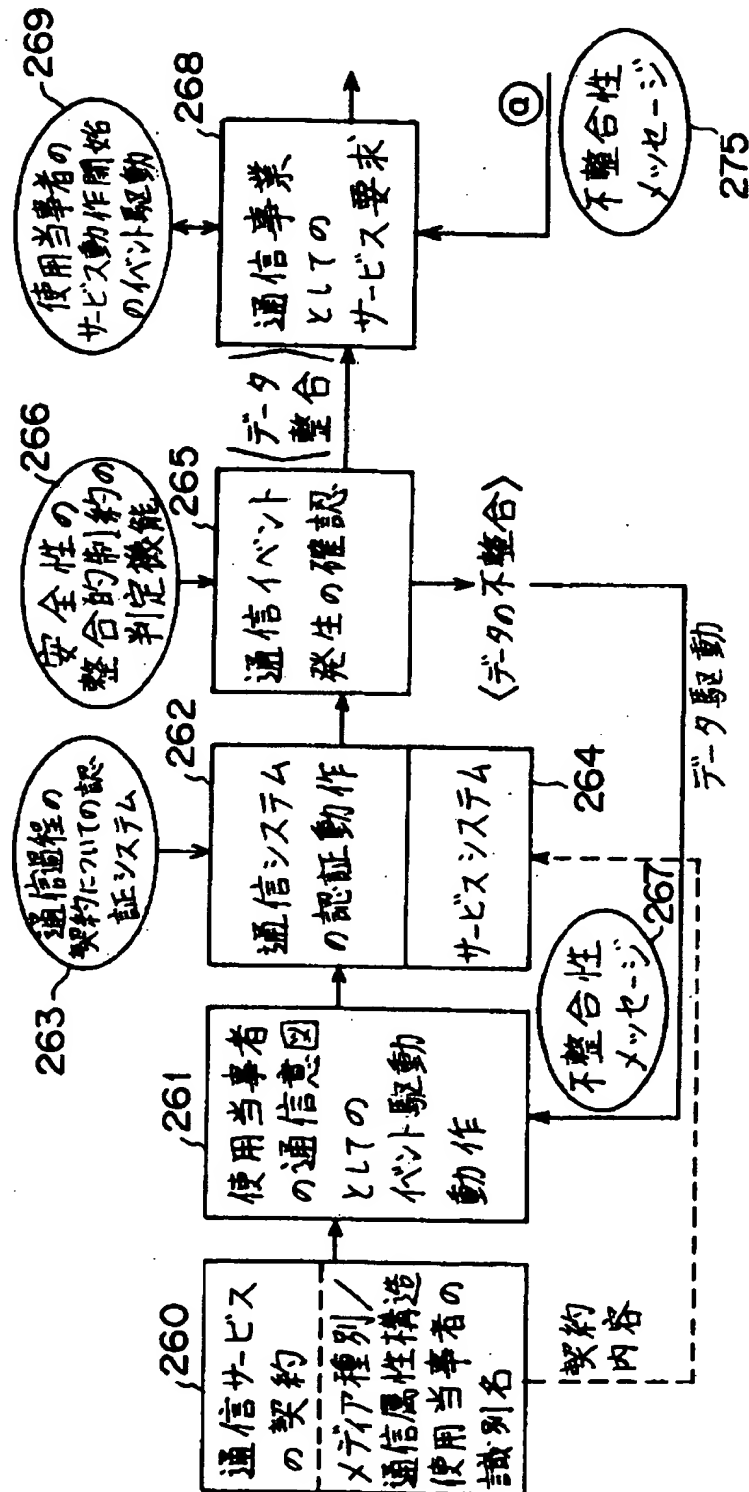 260
通信サービス
の契約
メディア種別／
通信属性構造
使用当事者の
識別名
契約
内容
261
使用当事者
の通信意図
としての
イベント駆動
動作
263
通信過程の
契約についての認
証システム
262
通信システム
の認証動作
サービスシステム
264
不整合性
メッセージ
267
266
安全性の
整合的制約の
判定機能
265
通信イベント
発生の確認
〈データの不整合〉
データ駆動
〈データ
整合〉
269
使用当事者の
サービス動作開始
のイベント駆動
268
通信事業
としての
サービス要求
a
不整合性
メッセージ
275